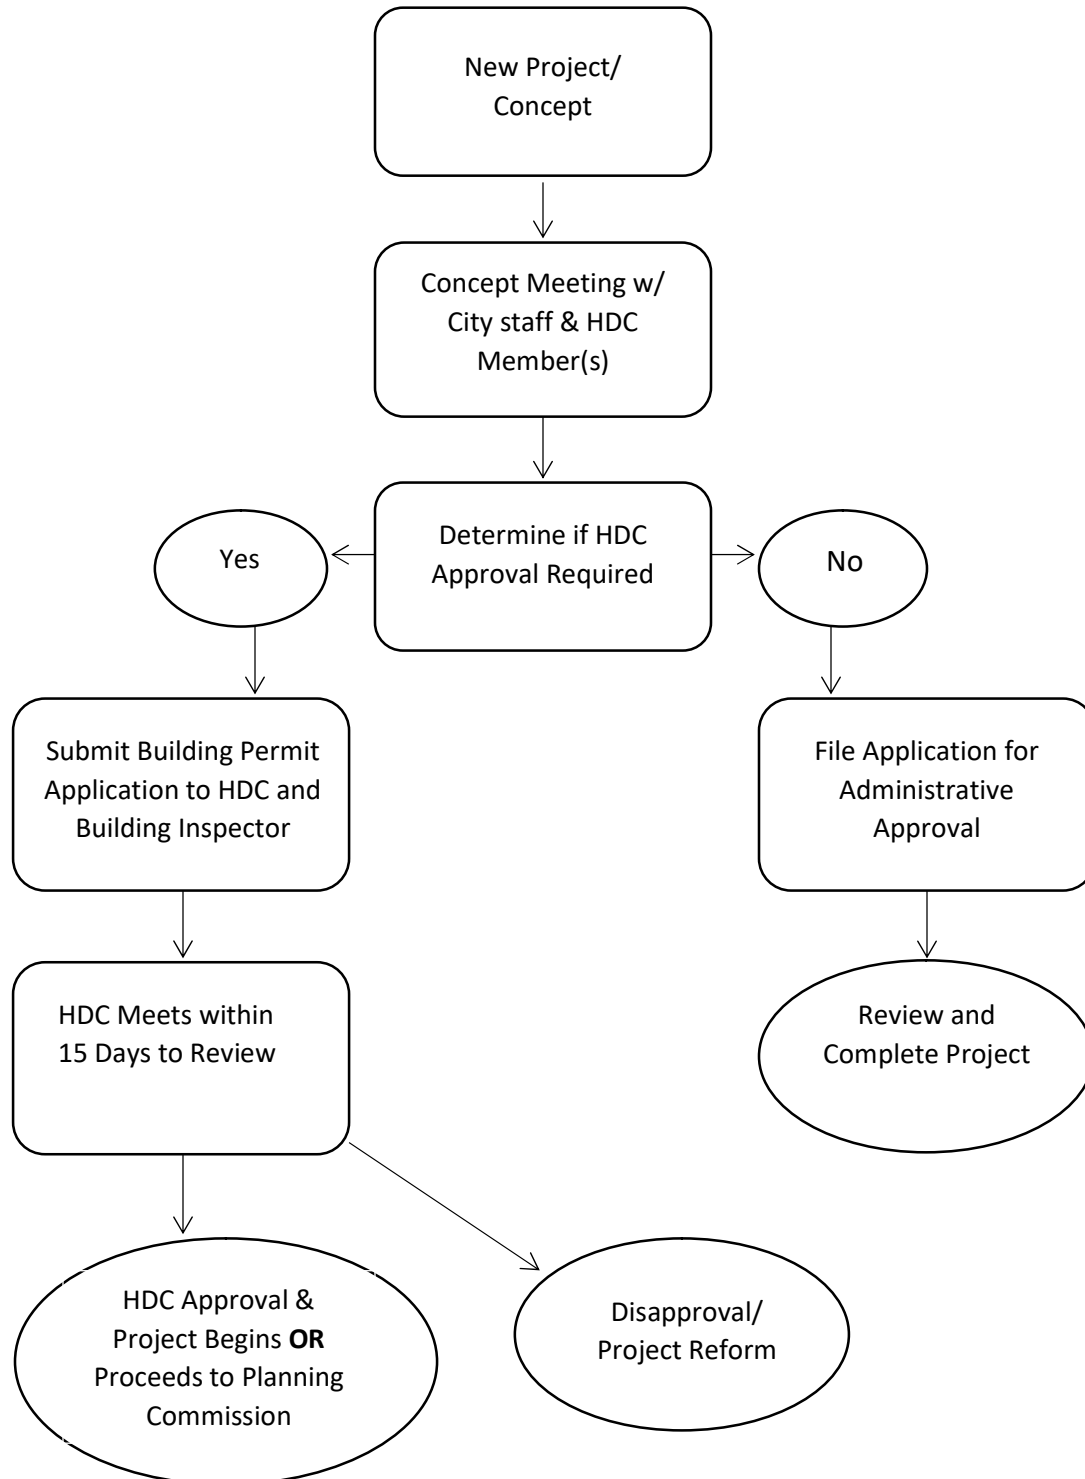 New Project/
Concept
Concept Meeting w/
City staff & HDC
Member(s)
Determine if HDC
Approval Required
Yes
No
Submit Building Permit
Application to HDC and
Building Inspector
File Application for
Administrative
Approval
HDC Meets within
15 Days to Review
Review and
Complete Project
HDC Approval &
Project Begins OR
Proceeds to Planning
Commission
Disapproval/
Project Reform